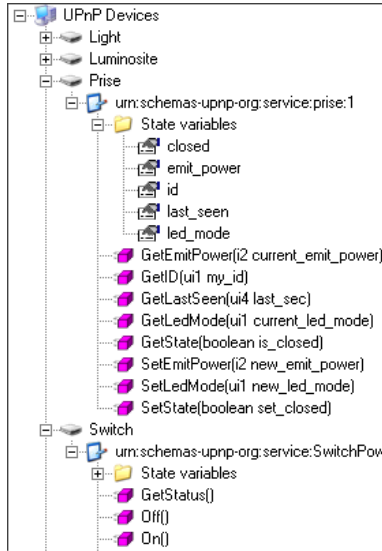 UPnP Devices
Light
Luminosite
Prise
urn:schemas-upnp-org:service:prise:1
State variables
closed
emit_power
id
last_seen
led_mode
GetEmitPower(i2 current_emit_power)
GetID(ui1 my_id)
GetLastSeen(ui4 last_sec)
GetLedMode(ui1 current_led_mode)
GetState(boolean is_closed)
SetEmitPower(i2 new_emit_power)
SetLedMode(ui1 new_led_mode)
SetState(boolean set_closed)
Switch
urn:schemas-upnp-org:service:SwitchPow
State variables
GetStatus()
Off()
On()